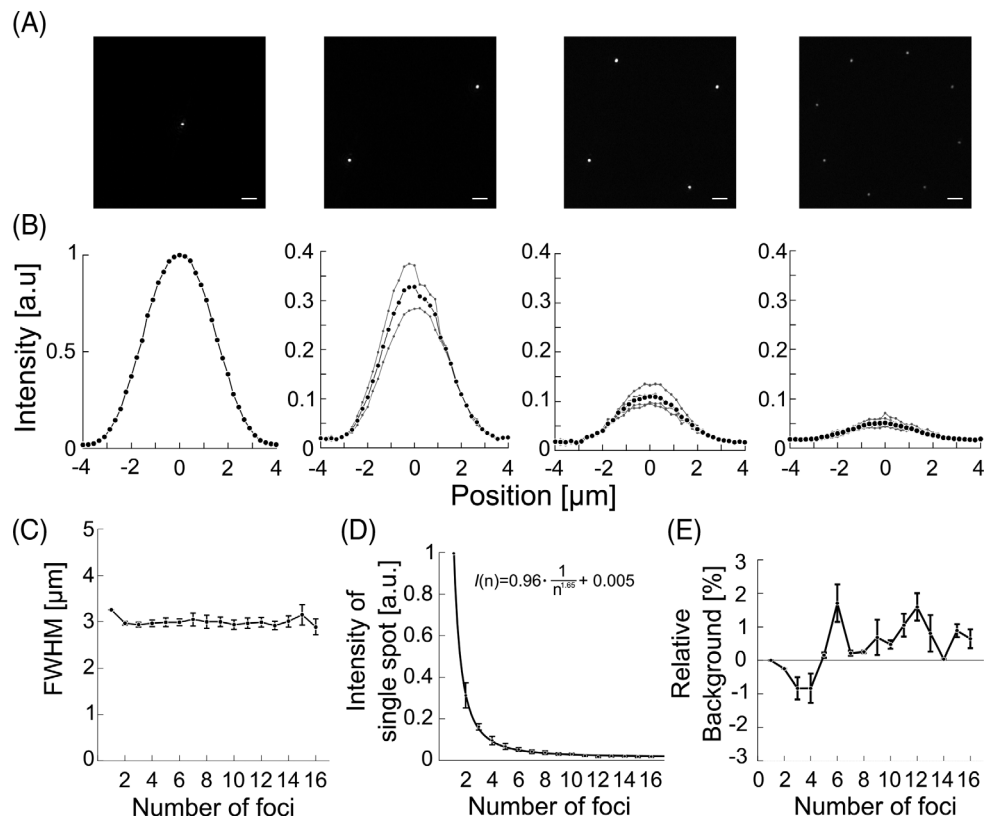 (A)
(B)
Intensity [a.u]
1
0.5
0
-4 -2 0 2 4
0.4
0.3
0.2
0.1
0
-4 -2 0 2 4
0.4
0.3
0.2
0.1
0
-4 -2 0 2 4
0.4
0.3
0.2
0.1
0
-4 -2 0 2 4
Position [µm]
(C)
FWHM [µm]
5
4
3
2
1
0
2 4 6 8 10 12 14 16
Number of foci
(D)
Intensity of
single spot [a.u.]
1
0.8
0.6
0.4
0.2
0
I(n)=0.96· 1/n^1.65 + 0.005
2 4 6 8 10 12 14 16
Number of foci
(E)
Relative
Background [%]
3
2
1
0
-1
-2
-3
0 2 4 6 8 10 12 14 16
Number of foci